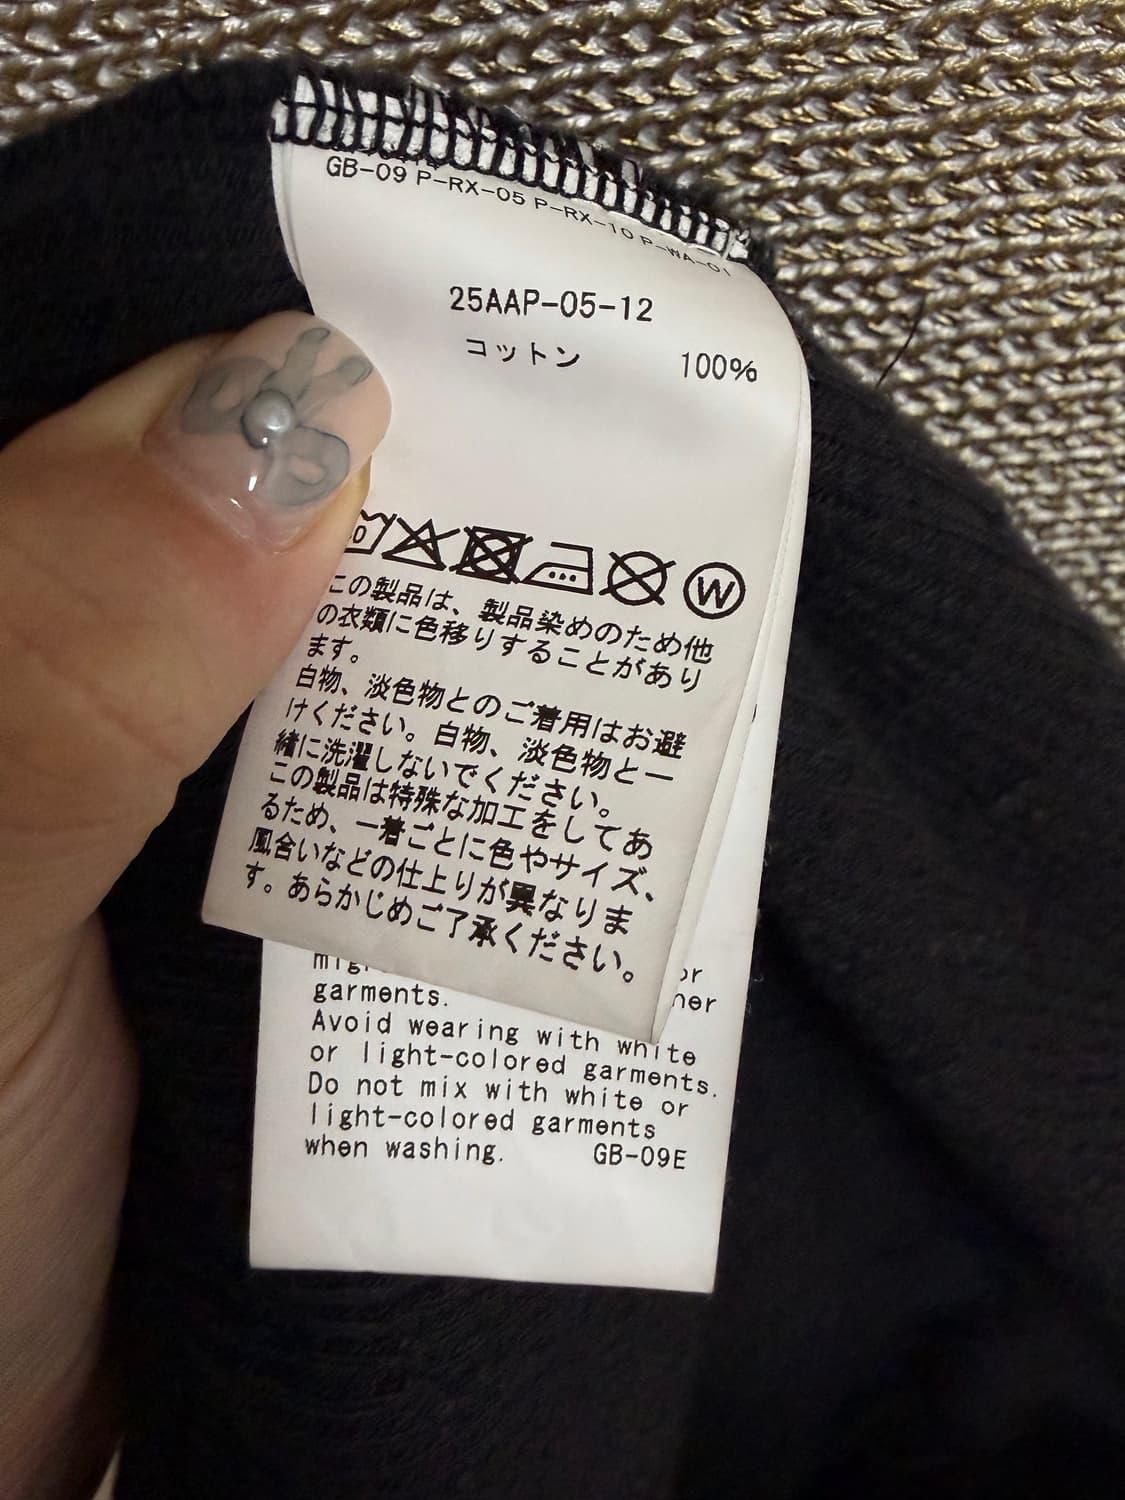 GB-09 P-RX-05 P-RX-10 P-WA-01
25AAP-05-12
コットン 100%
W
この製品は、製品染めのため他
の衣類に色移りすることがあり
ます。
白物、淡色物とのご着用はお避
けください。白物、淡色物と一
緒に洗濯しないでください。
この製品は特殊な加工をしてあ
るため、一着ごとに色やサイズ、
風合いなどの仕上りが異なりま
す。あらかじめご了承ください。
garments.
Avoid wearing with white
or light-colored garments.
Do not mix with white or
light-colored garments
when washing. GB-09E